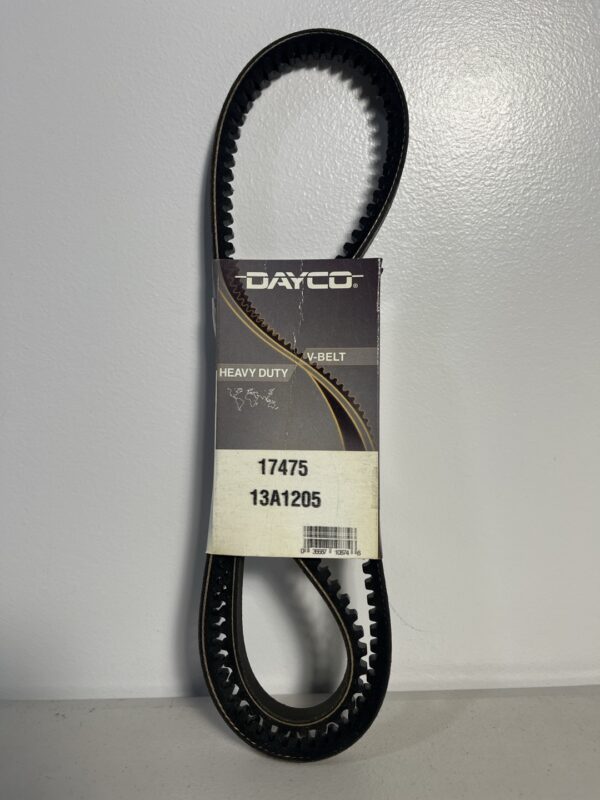 DAYCO®
V-BELT
HEAVY DUTY
17475
13A1205